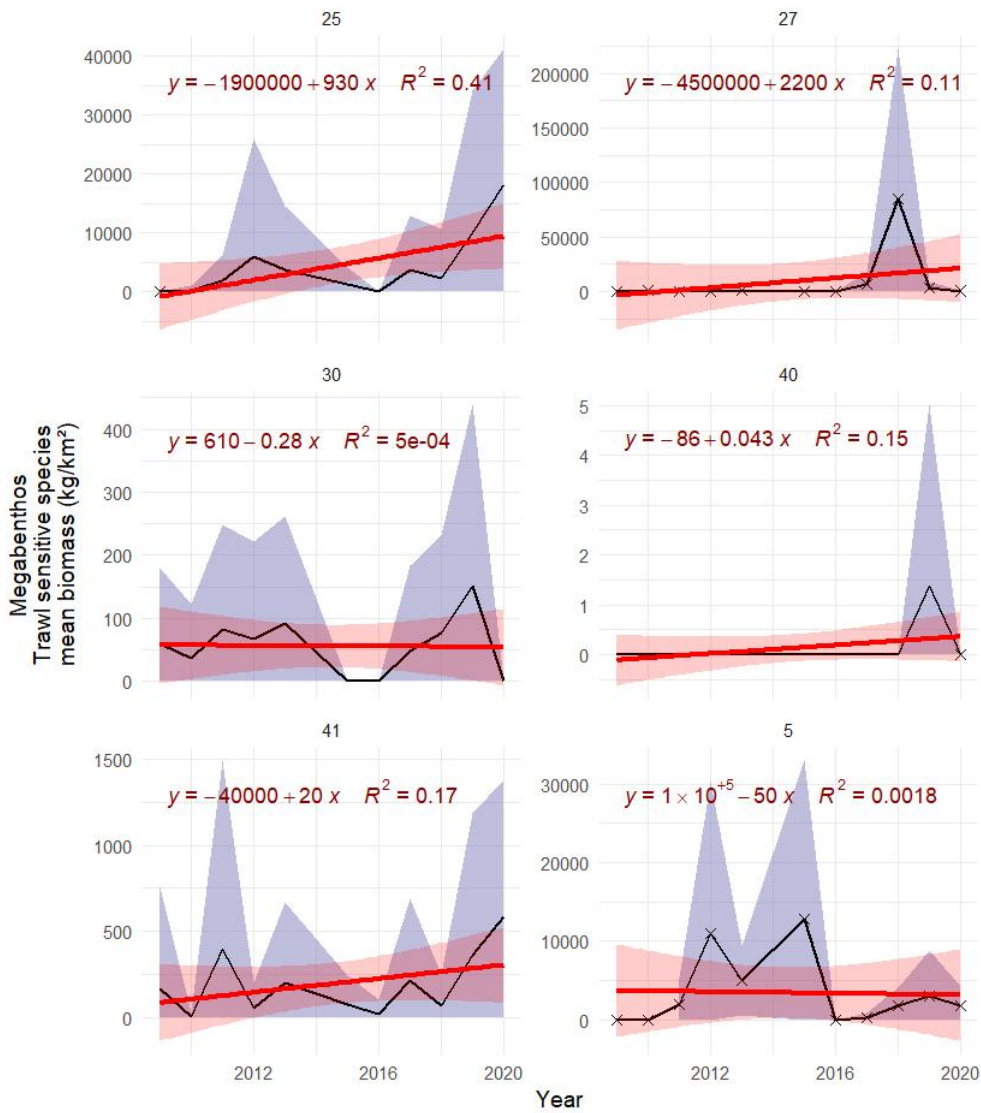 25
27
40000
30000
20000
10000
0
y = −1900000 + 930 x R² = 0.41
200000
150000
100000
50000
0
y = −4500000 + 2200 x R² = 0.11
30
40
400
300
200
100
0
y = 610 − 0.28 x R² = 5e-04
5
4
3
2
1
0
y = −86 + 0.043 x R² = 0.15
Megabenthos
Trawl sensitive species
mean biomass (kg/km²)
41
5
1500
1000
500
0
y = −40000 + 20 x R² = 0.17
30000
20000
10000
0
y = 1 × 10⁺⁵ − 50 x R² = 0.0018
2012 2016 2020
2012 2016 2020
Year